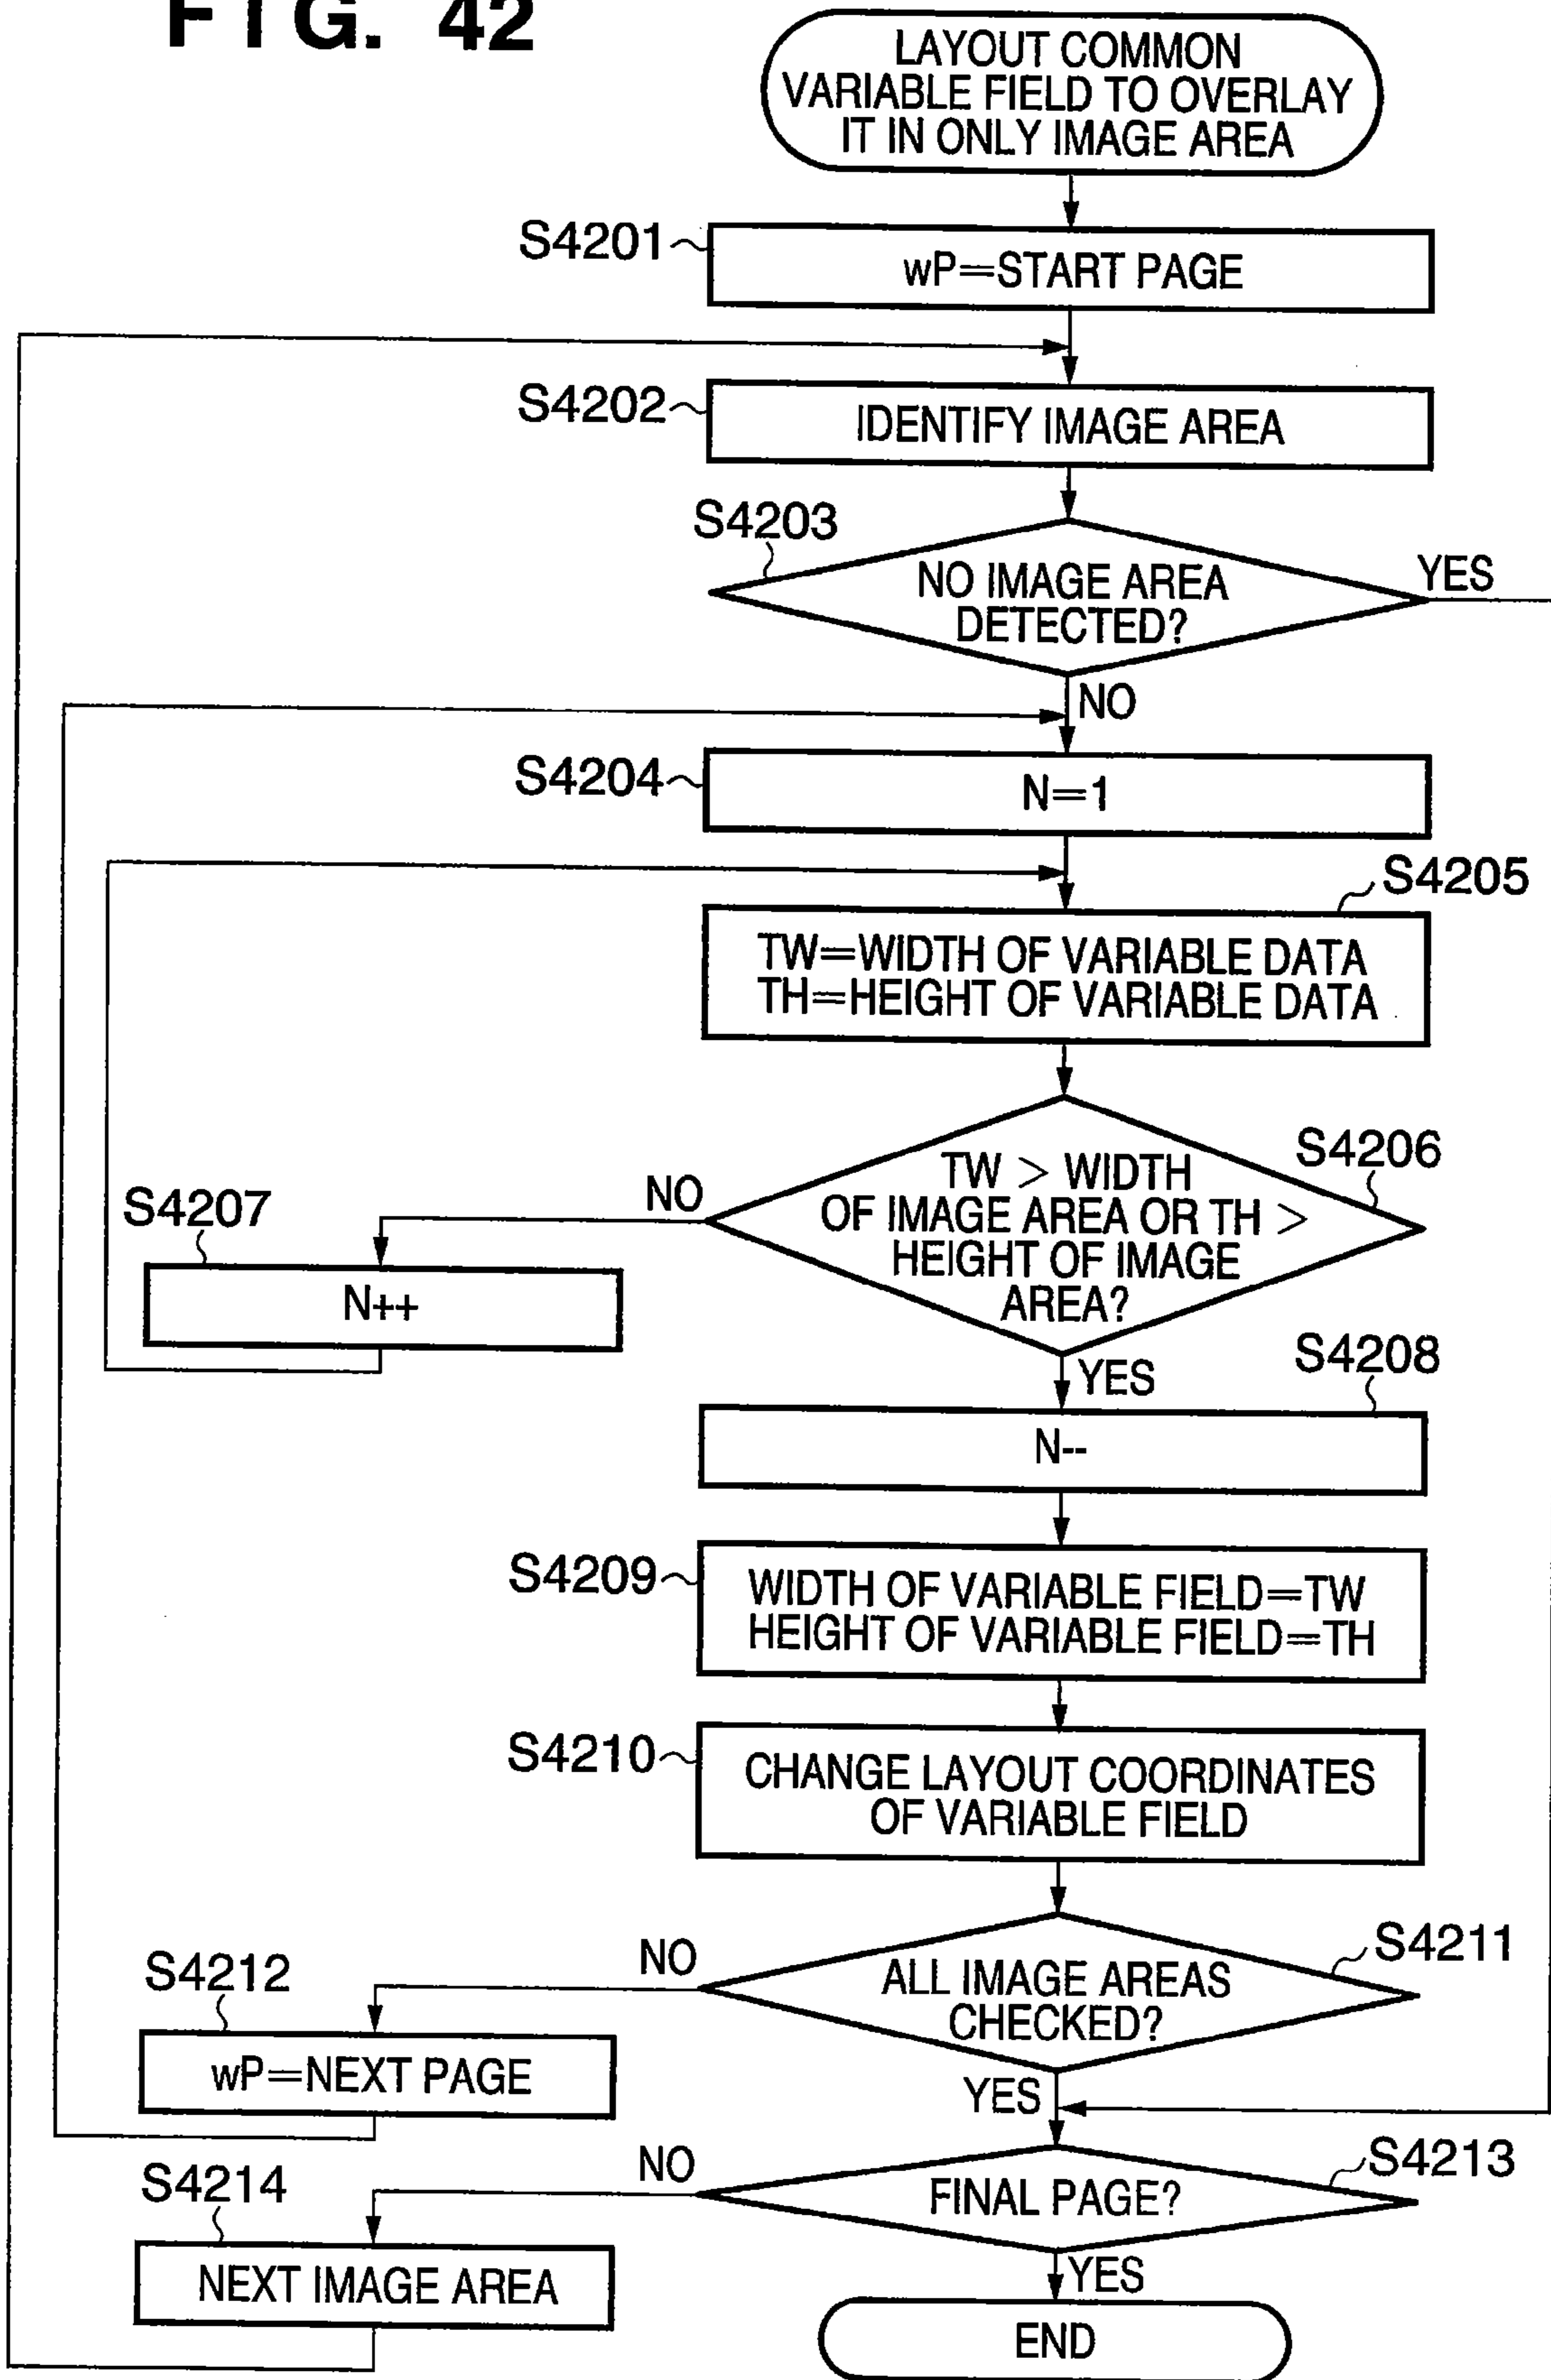 FIG. 42
LAYOUT COMMON
VARIABLE FIELD TO OVERLAY
IT IN ONLY IMAGE AREA
S4201
wP=START PAGE
S4202
IDENTIFY IMAGE AREA
S4203
NO IMAGE AREA
DETECTED?
YES
NO
S4204
N=1
S4205
TW=WIDTH OF VARIABLE DATA
TH=HEIGHT OF VARIABLE DATA
S4206
TW > WIDTH
OF IMAGE AREA OR TH >
HEIGHT OF IMAGE
AREA?
NO
S4207
N++
YES
S4208
N--
S4209
WIDTH OF VARIABLE FIELD=TW
HEIGHT OF VARIABLE FIELD=TH
S4210
CHANGE LAYOUT COORDINATES
OF VARIABLE FIELD
S4211
ALL IMAGE AREAS
CHECKED?
NO
S4212
wP=NEXT PAGE
YES
S4213
FINAL PAGE?
NO
S4214
NEXT IMAGE AREA
YES
END